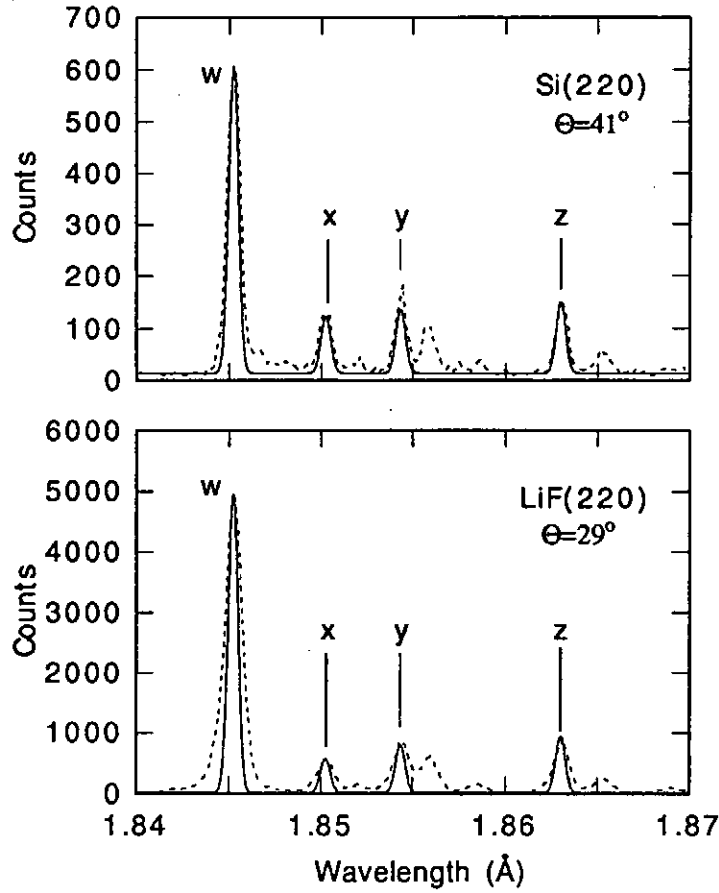 700
600
500
400
300
200
100
0
Counts
w
x
y
z
Si(220)
Θ=41°
6000
5000
4000
3000
2000
1000
0
Counts
w
x
y
z
LiF(220)
Θ=29°
1.84
1.85
1.86
1.87
Wavelength (Å)